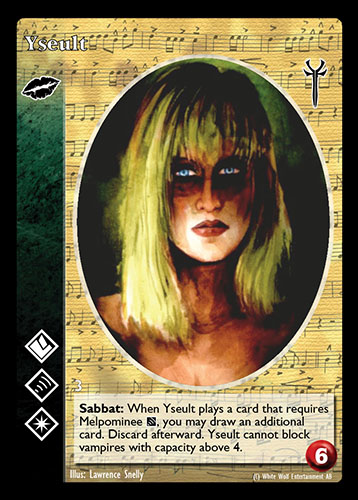 Yseult
3
Sabbat: When Yseult plays a card that requires
Melpominee , you may draw an additional
card. Discard afterward. Yseult cannot block
vampires with capacity above 4.
6
Illus: Lawrence Snelly
(C) White Wolf Entertainment AB